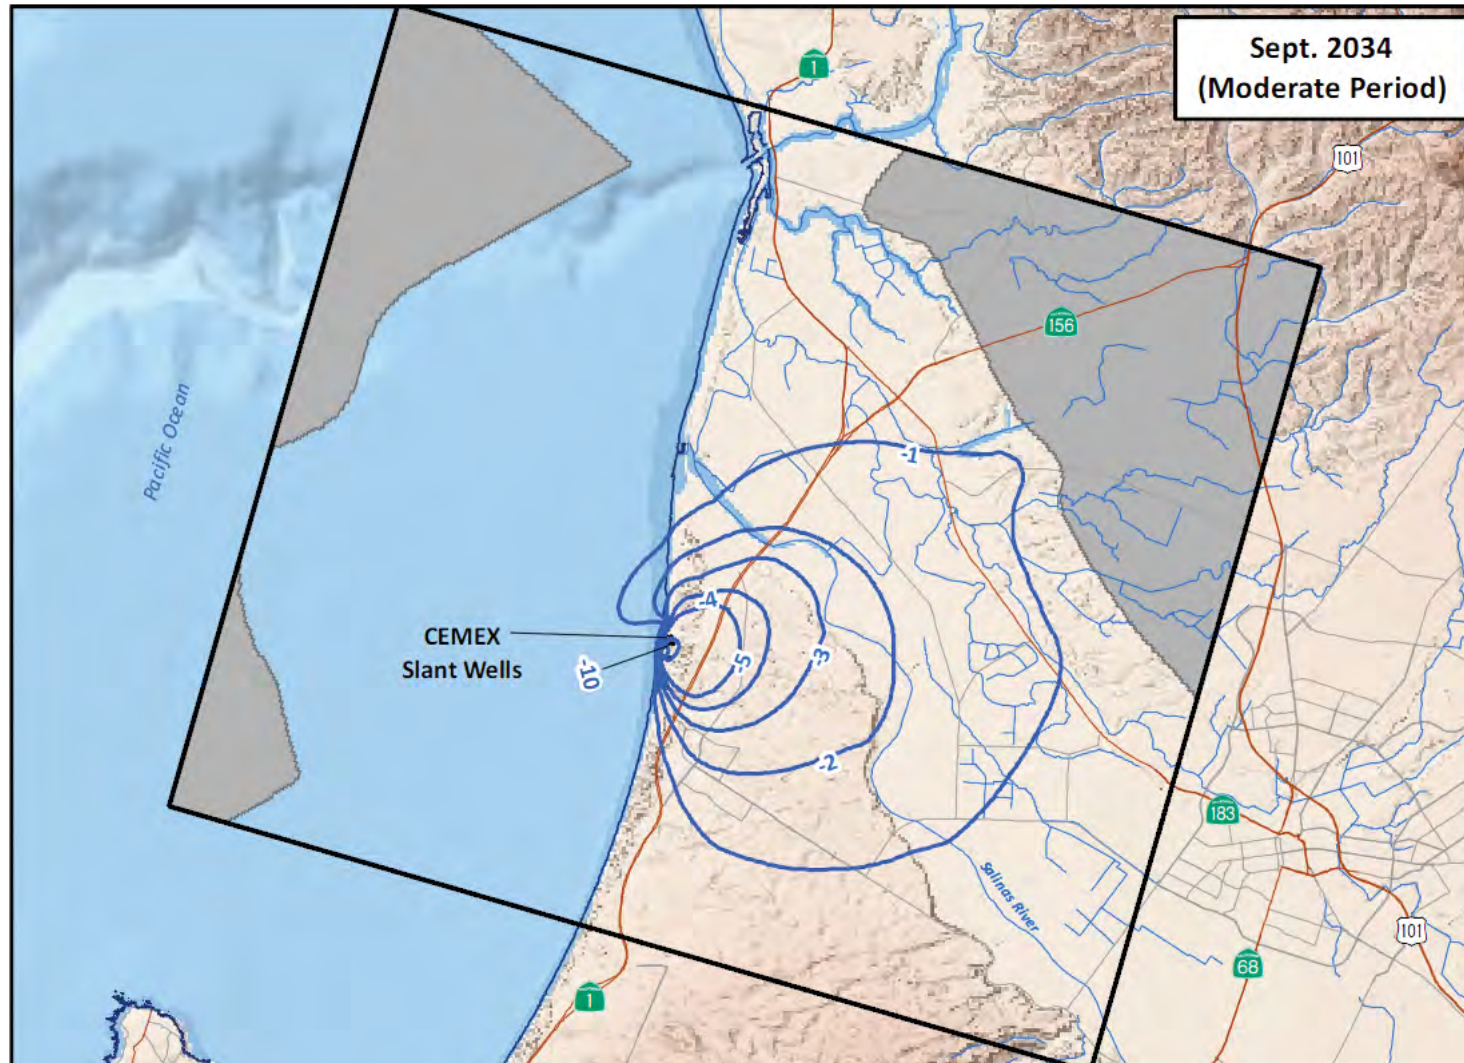 Sept. 2034
(Moderate Period)
1
101
156
Pacific Ocean
-1
-4
CEMEX
Slant Wells
-10
-5
-3
-2
183
Salinas River
101
68
1